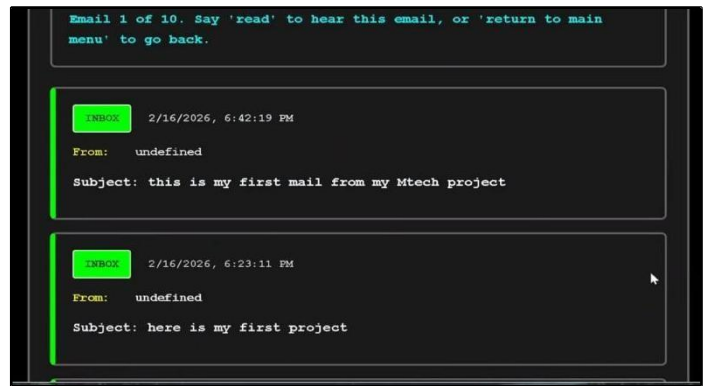 Email 1 of 10. Say 'read' to hear this email, or 'return to main
menu' to go back.
INBOX 2/16/2026, 6:42:19 PM
From: undefined
Subject: this is my first mail from my Mtech project
INBOX 2/16/2026, 6:23:11 PM
From: undefined
Subject: here is my first project